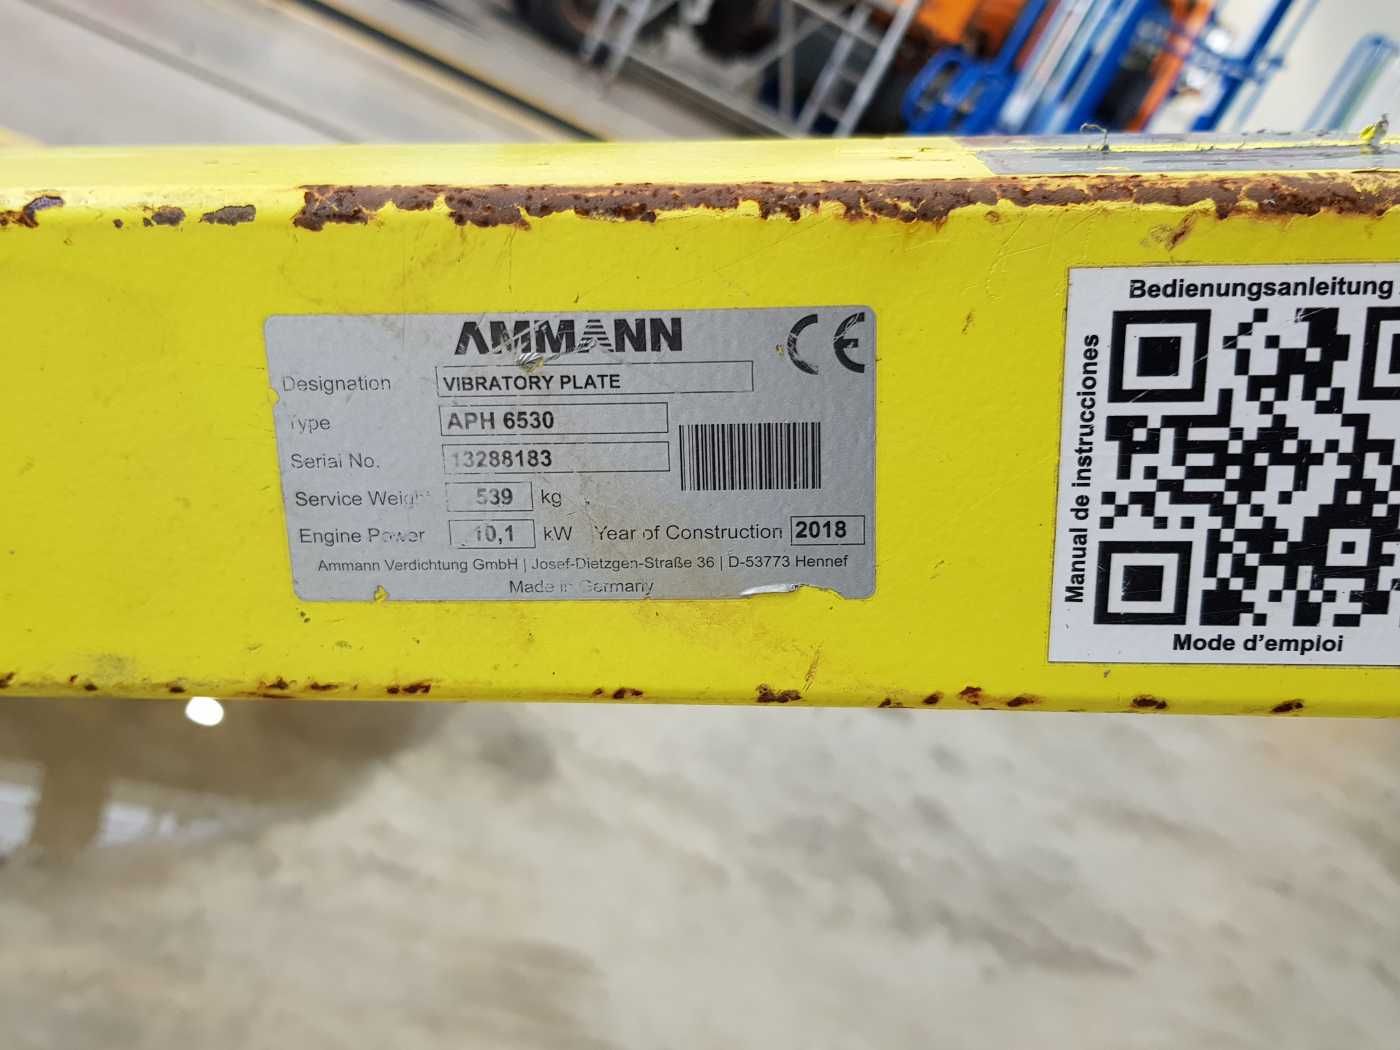 AMMANN
CE
Designation VIBRATORY PLATE
Type APH 6530
Serial No. 13288183
Service Weight 539 kg
Engine Power 10,1 kW Year of Construction 2018
Ammann Verdichtung GmbH | Josef-Dietzgen-Straße 36 | D-53773 Hennef
Made in Germany
Bedienungsanleitung
Manual de instrucciones
Mode d'emploi